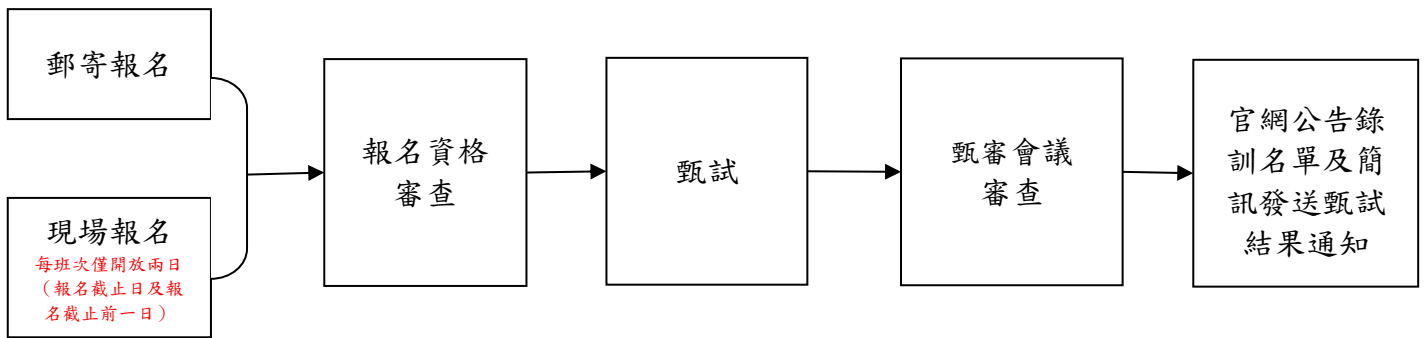 郵寄報名
現場報名
每班次僅開放兩日
（報名截止日及報
名截止前一日）
報名資格
審查
甄試
甄審會議
審查
官網公告錄
訓名單及簡
訊發送甄試
結果通知